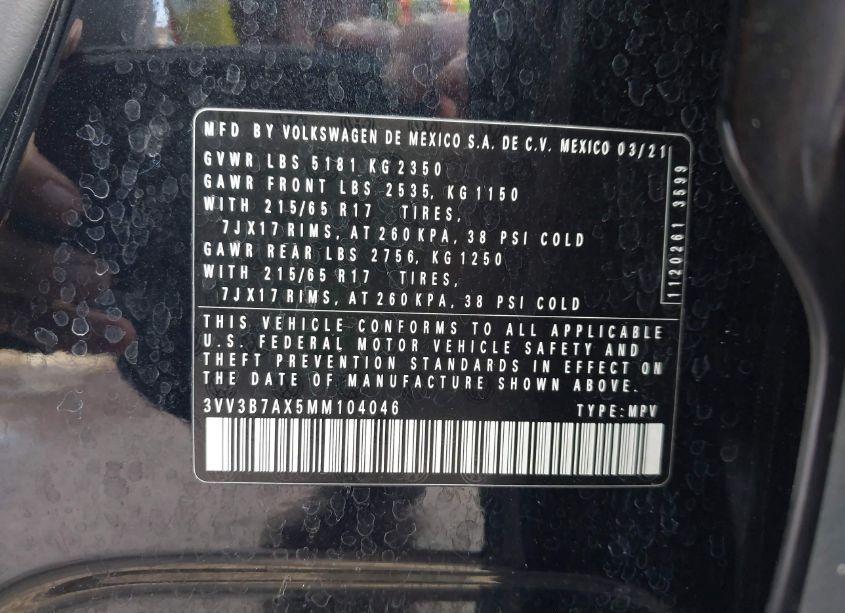 MFD BY VOLKSWAGEN DE MEXICO S.A. DE C.V. MEXICO 03/21
GVWR LBS 5181 KG 2350
GAWR FRONT LBS 2535, KG 1150
WITH 215/65 R17 TIRES,
7JX17 RIMS, AT 260 KPA, 38 PSI COLD
GAWR REAR LBS 2756, KG 1250
WITH 215/65 R17 TIRES,
7JX17 RIMS, AT 260 KPA, 38 PSI COLD
1120261 3599
THIS VEHICLE CONFORMS TO ALL APPLICABLE
U.S. FEDERAL MOTOR VEHICLE SAFETY AND
THEFT PREVENTION STANDARDS IN EFFECT ON
THE DATE OF MANUFACTURE SHOWN ABOVE.
3VV3B7AX5MM104046 TYPE:MPV